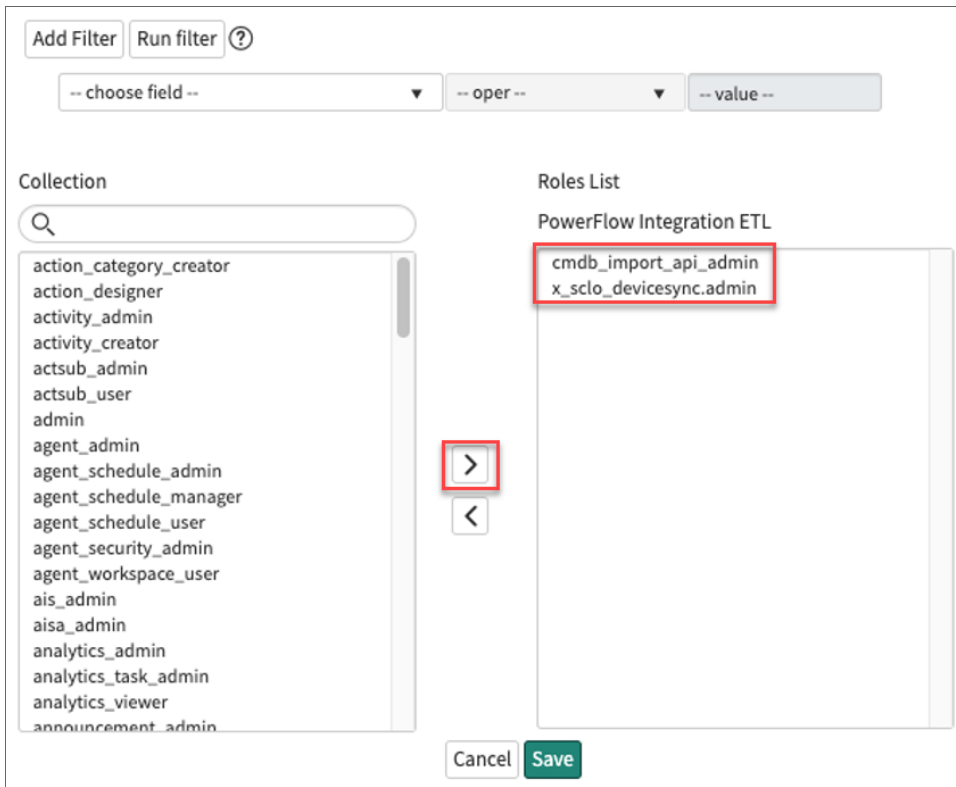 Add Filter Run filter ?
-- choose field -- -- oper -- -- value --
Collection Roles List
PowerFlow Integration ETL
action_category_creator
action_designer
activity_admin
activity_creator
actsub_admin
actsub_user
admin
agent_admin
agent_schedule_admin
agent_schedule_manager
agent_schedule_user
agent_security_admin
agent_workspace_user
ais_admin
aisa_admin
analytics_admin
analytics_task_admin
analytics_viewer
announcement_admin
cmdb_import_api_admin
x_sclo_devicesync.admin
>
<
Cancel Save